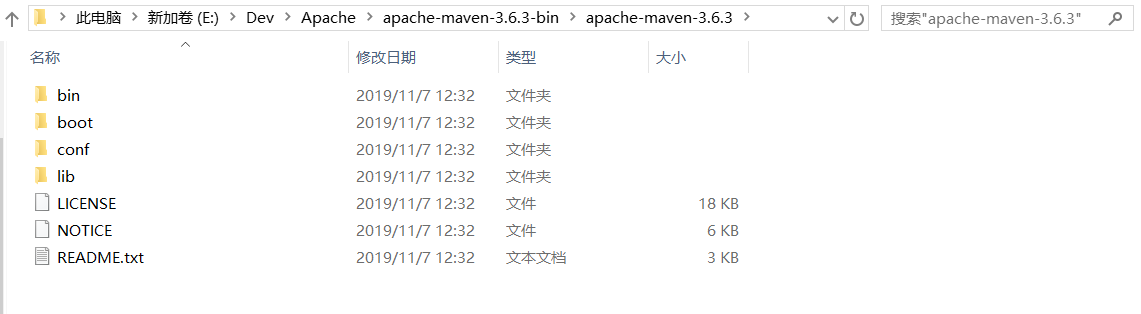 此电脑 新加卷 (E:) Dev Apache apache-maven-3.6.3-bin apache-maven-3.6.3 搜索"apache-maven-3.6.3"
名称 修改日期 类型 大小
bin 2019/11/7 12:32 文件夹
boot 2019/11/7 12:32 文件夹
conf 2019/11/7 12:32 文件夹
lib 2019/11/7 12:32 文件夹
LICENSE 2019/11/7 12:32 文件 18 KB
NOTICE 2019/11/7 12:32 文件 6 KB
README.txt 2019/11/7 12:32 文本文档 3 KB